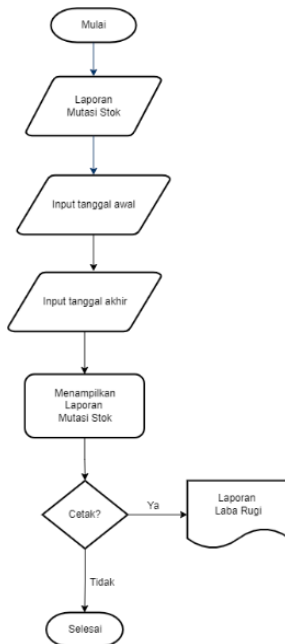 Mulai
Laporan
Mutasi Stok
Input tanggal awal
Input tanggal akhir
Menampilkan
Laporan
Mutasi Stok
Cetak?
Ya
Laporan
Laba Rugi
Tidak
Selesai